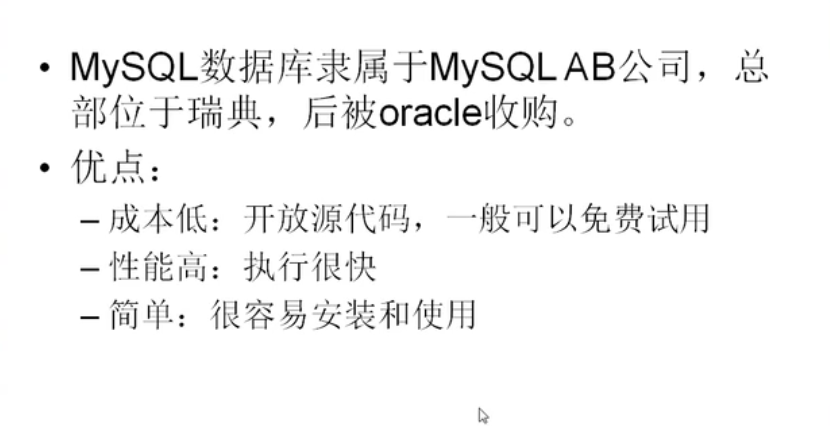 • MySQL数据库隶属于MySQL AB公司，总
部位于瑞典，后被oracle收购。
• 优点：
– 成本低：开放源代码，一般可以免费试用
– 性能高：执行很快
– 简单：很容易安装和使用